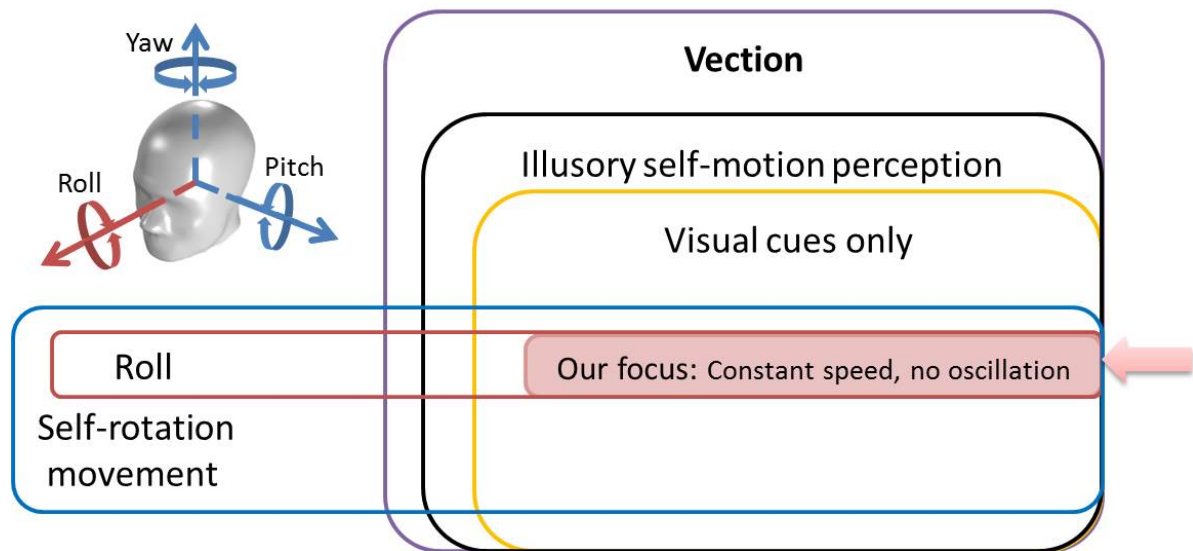 Yaw
Roll
Pitch
Vection
Illusory self-motion perception
Visual cues only
Roll
Our focus: Constant speed, no oscillation
Self-rotation
movement